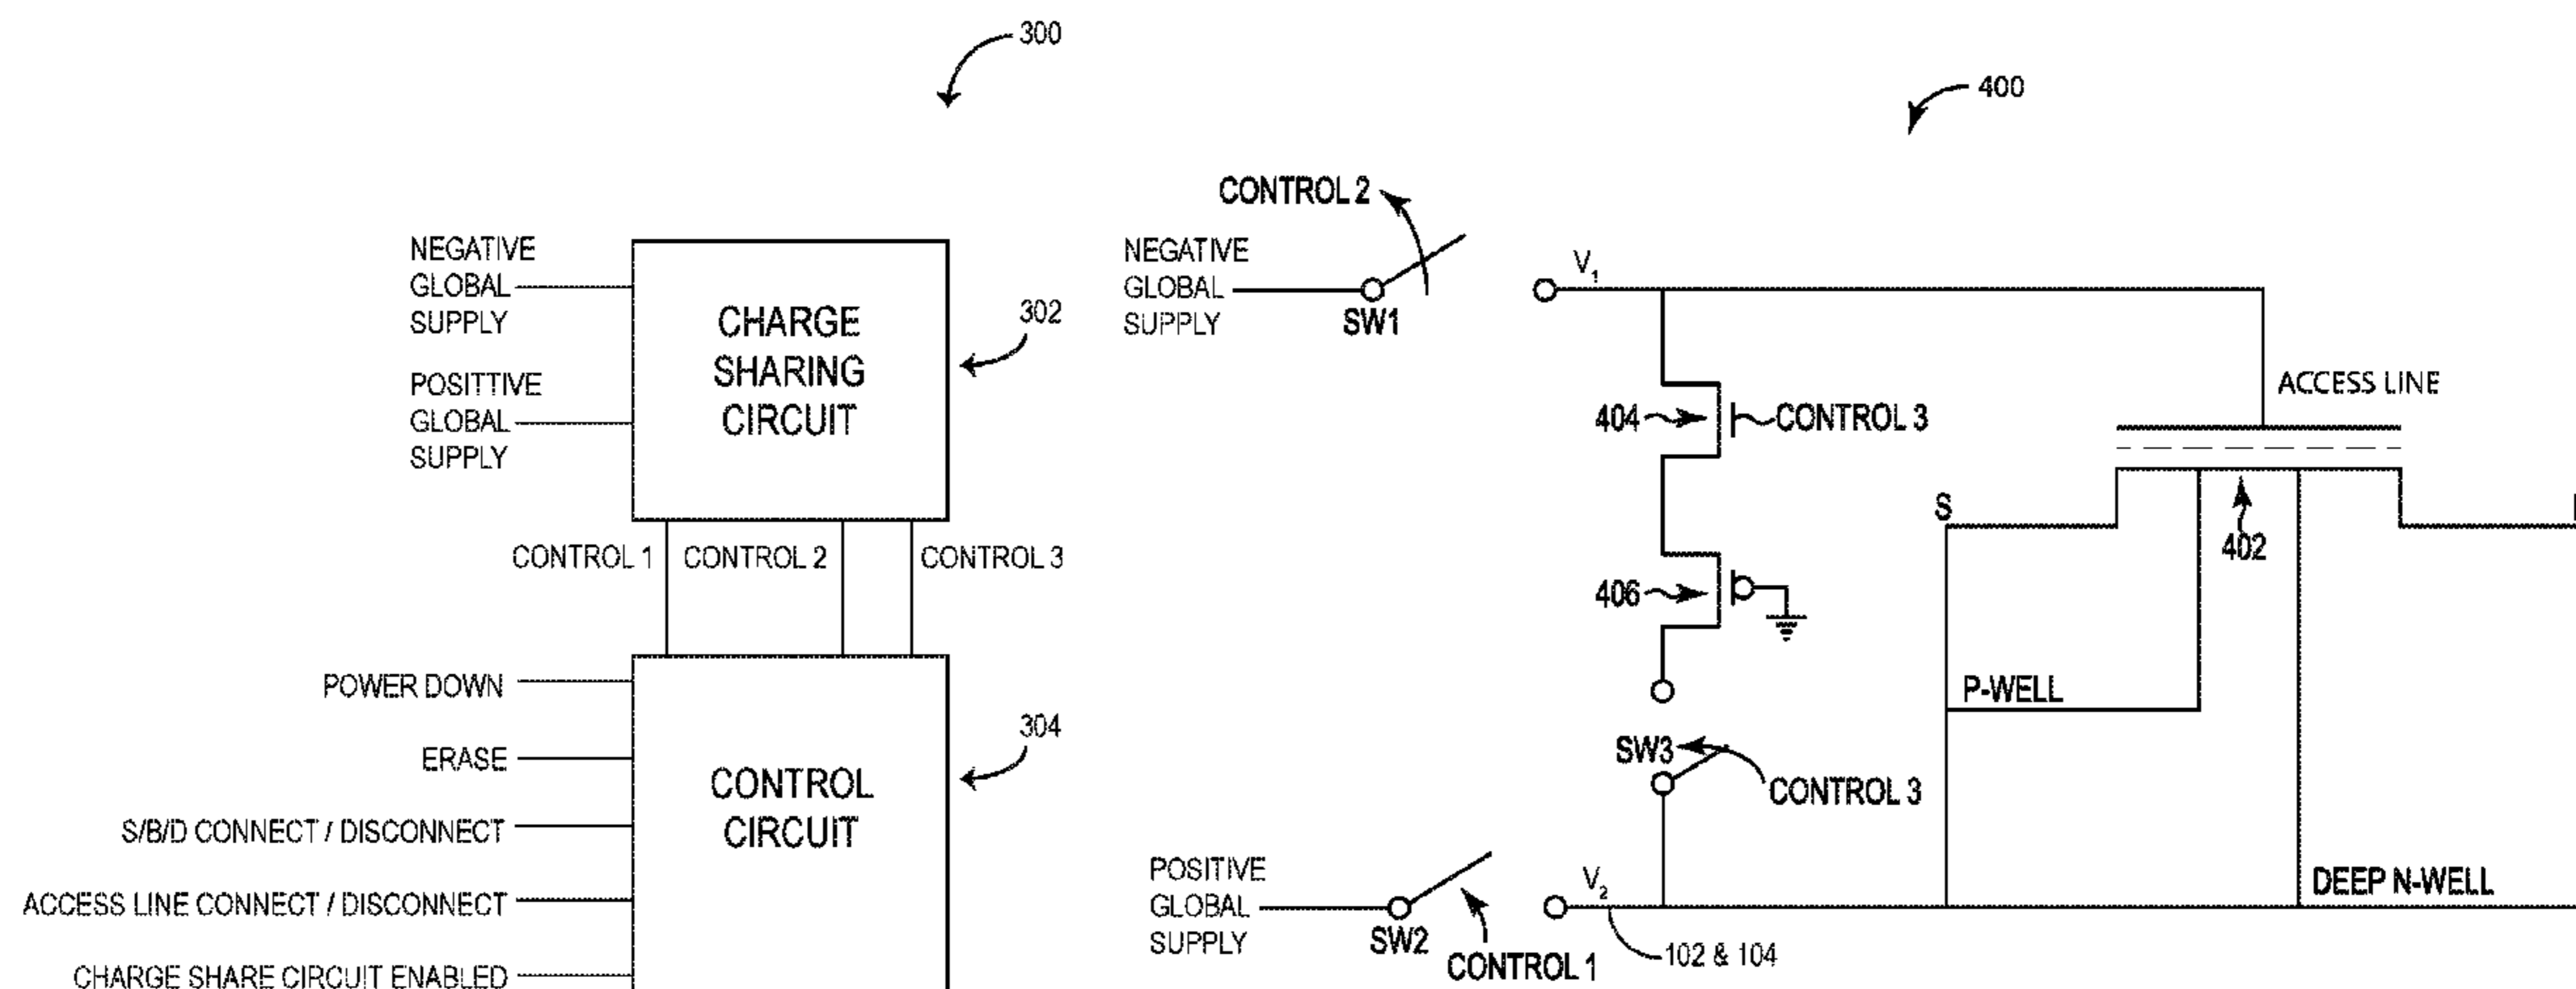 300
NEGATIVE
GLOBAL
SUPPLY
POSITTIVE
GLOBAL
SUPPLY
CHARGE
SHARING
CIRCUIT
302
CONTROL 1
CONTROL 2
CONTROL 3
POWER DOWN
ERASE
S/B/D CONNECT / DISCONNECT
ACCESS LINE CONNECT / DISCONNECT
CHARGE SHARE CIRCUIT ENABLED
CONTROL
CIRCUIT
304
400
CONTROL 2
NEGATIVE
GLOBAL
SUPPLY
SW1
V1
ACCESS LINE
404
CONTROL 3
S
402
406
P-WELL
SW3
CONTROL 3
POSITIVE
GLOBAL
SUPPLY
SW2
CONTROL 1
V2
102 & 104
DEEP N-WELL